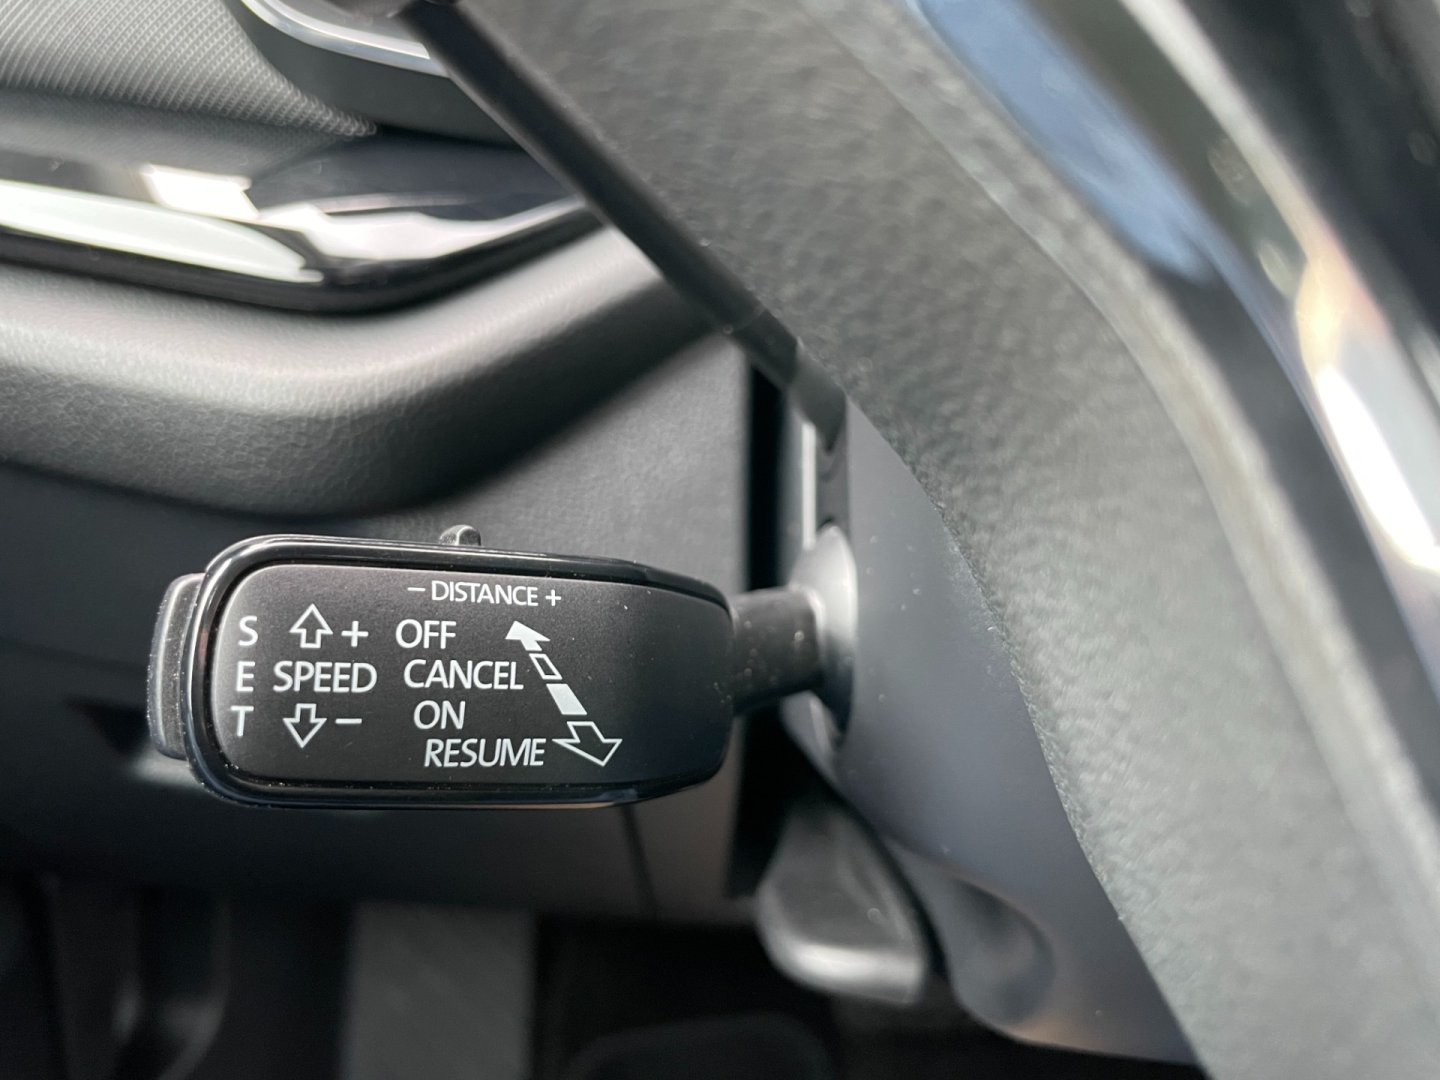 – DISTANCE +
S + OFF
E SPEED CANCEL
T – ON
RESUME